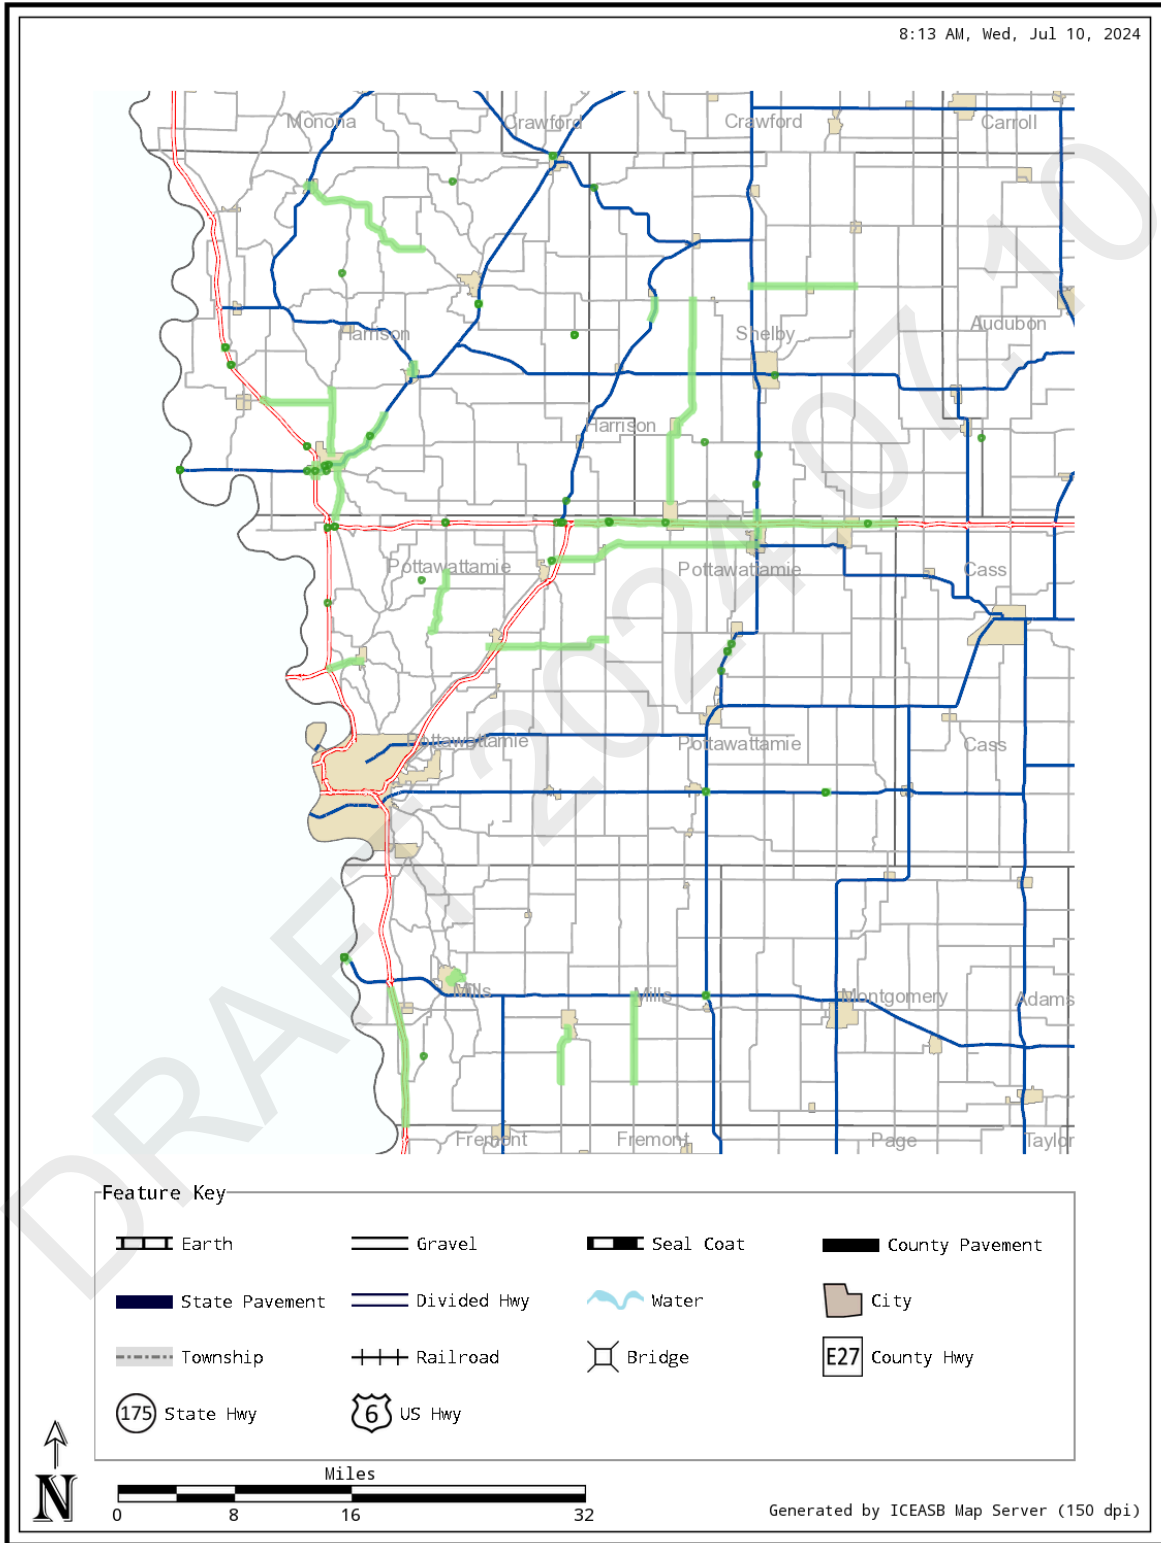 8:13 AM, Wed, Jul 10, 2024
Monona
Crawford
Crawford
Carroll
Harrison
Shelby
Audubon
Harrison
Pottawattamie
Pottawattamie
Cass
Pottawattamie
Pottawattamie
Cass
Mills
Mills
Montgomery
Adams
Fremont
Fremont
Page
Taylor
DRAFT 2024.07.10
Feature Key
Earth
Gravel
Seal Coat
County Pavement
State Pavement
Divided Hwy
Water
City
Township
Railroad
Bridge
E27 County Hwy
175 State Hwy
6 US Hwy
N
Miles
0 8 16 32
Generated by ICEASB Map Server (150 dpi)